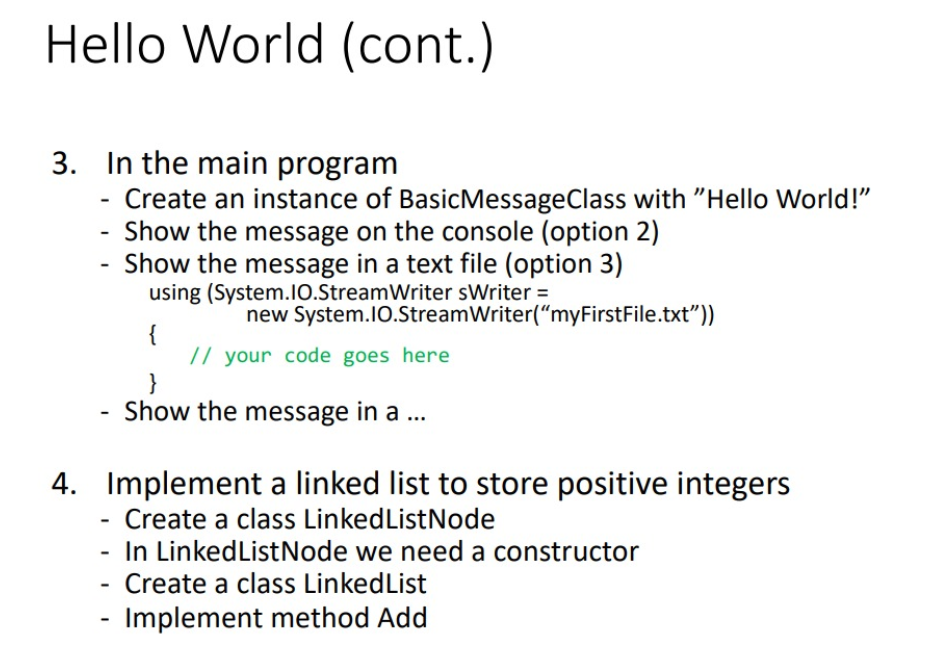 Hello World (cont.)
3. In the main program
- Create an instance of BasicMessageClass with ”Hello World!”
- Show the message on the console (option 2)
- Show the message in a text file (option 3)
using (System.IO.StreamWriter sWriter =
new System.IO.StreamWriter(“myFirstFile.txt”))
{
// your code goes here
}
- Show the message in a ...
4. Implement a linked list to store positive integers
- Create a class LinkedListNode
- In LinkedListNode we need a constructor
- Create a class LinkedList
- Implement method Add